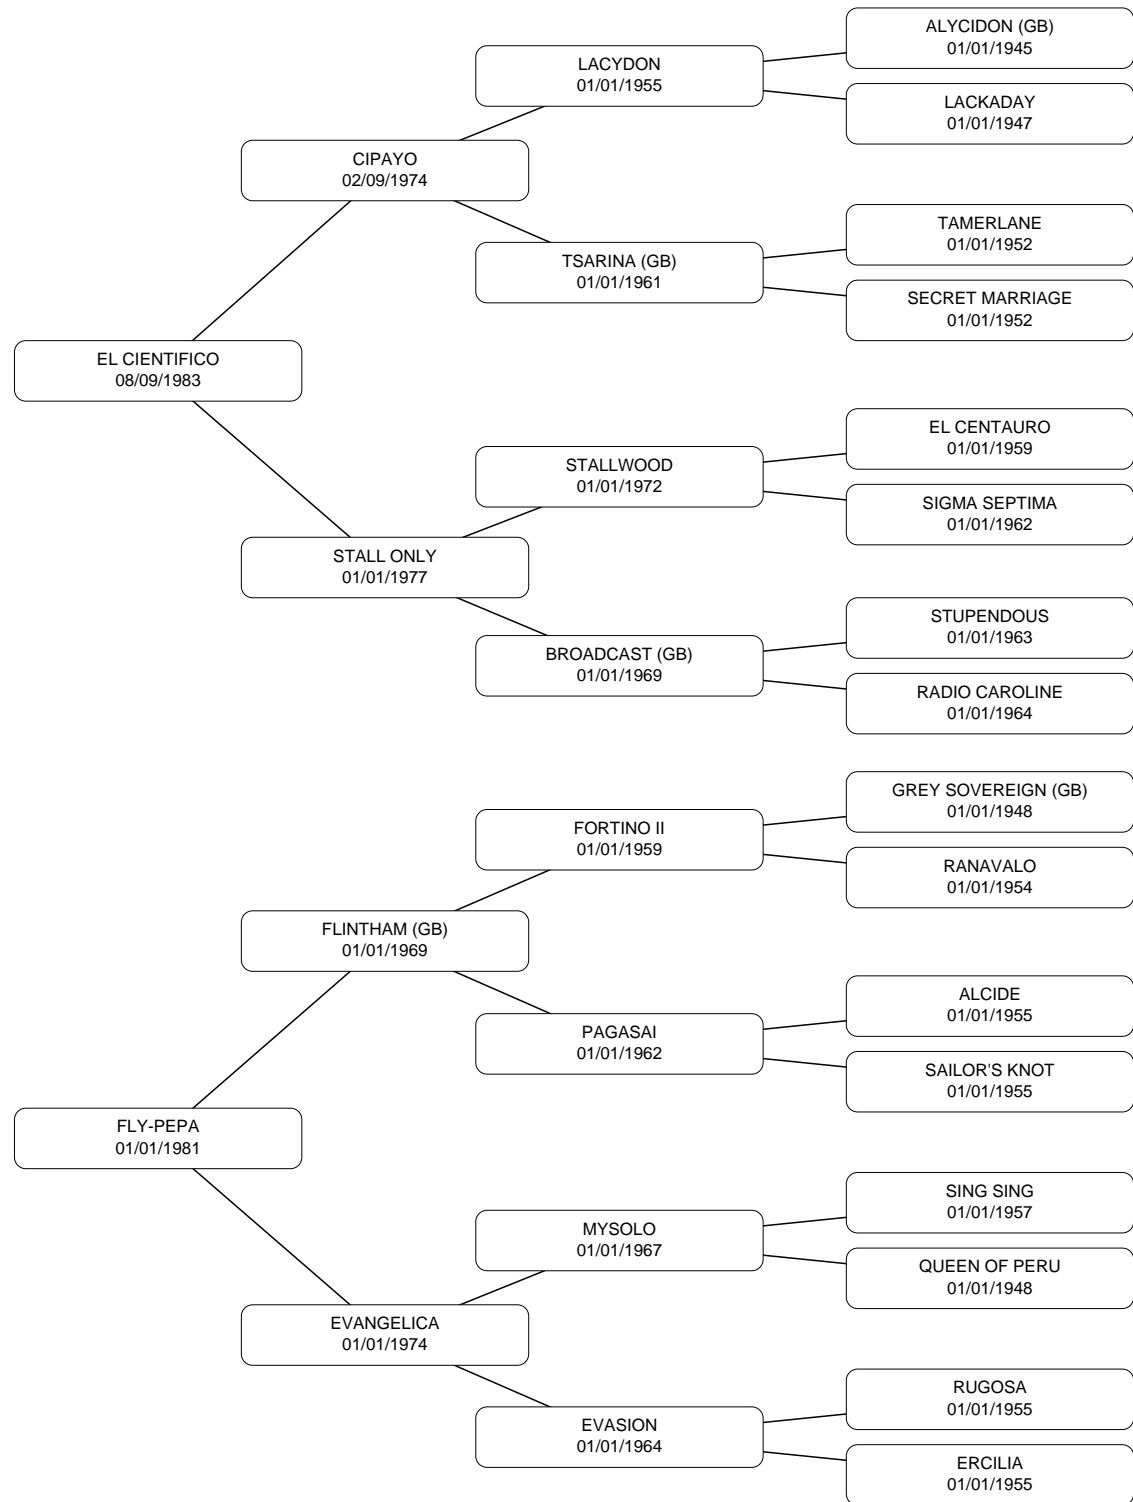 ALYCIDON (GB)
01/01/1945
LACYDON
01/01/1955
LACKADAY
01/01/1947
CIPAYO
02/09/1974
TAMERLANE
01/01/1952
TSARINA (GB)
01/01/1961
SECRET MARRIAGE
01/01/1952
EL CIENTIFICO
08/09/1983
EL CENTAURO
01/01/1959
STALLWOOD
01/01/1972
SIGMA SEPTIMA
01/01/1962
STALL ONLY
01/01/1977
STUPENDOUS
01/01/1963
BROADCAST (GB)
01/01/1969
RADIO CAROLINE
01/01/1964
GREY SOVEREIGN (GB)
01/01/1948
FORTINO II
01/01/1959
RANAVALO
01/01/1954
FLINTHAM (GB)
01/01/1969
ALCIDE
01/01/1955
PAGASAI
01/01/1962
SAILOR'S KNOT
01/01/1955
FLY-PEPA
01/01/1981
SING SING
01/01/1957
MYSOLO
01/01/1967
QUEEN OF PERU
01/01/1948
EVANGELICA
01/01/1974
RUGOSA
01/01/1955
EVASION
01/01/1964
ERCILIA
01/01/1955